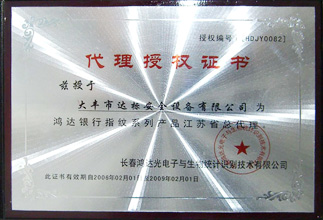 授权编号:[HDJY0082]
代理授权证书
兹授予
大丰市达标安全设备有限公司为
鸿达银行指纹系列产品江苏省总代理
长春鸿达光电子与生物统计识别技术有限公司
此证书有效期自2008年02月01日至2009年02月01日